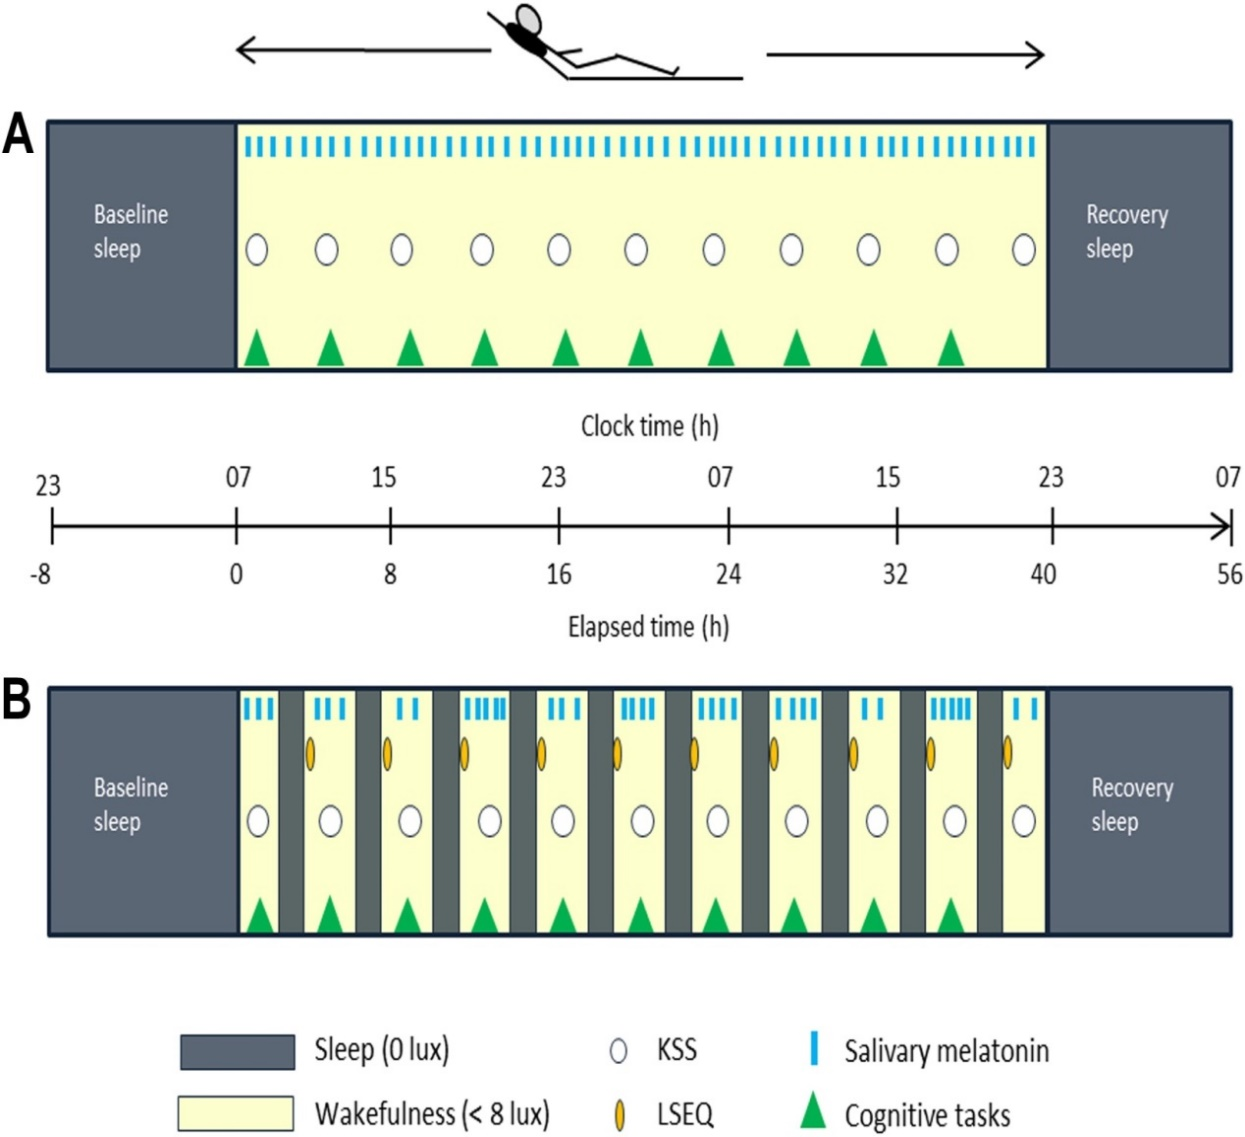 A
Baseline
sleep
Recovery
sleep
Clock time (h)
23 07 15 23 07 15 23 07
-8 0 8 16 24 32 40 56
Elapsed time (h)
B
Baseline
sleep
Recovery
sleep
Sleep (0 lux) KSS Salivary melatonin
Wakefulness (< 8 lux) LSEQ Cognitive tasks